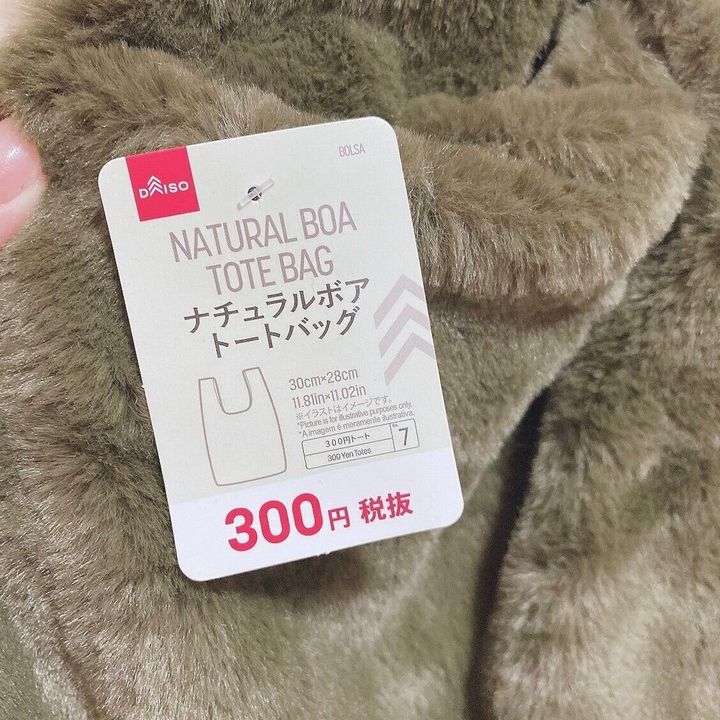 DAISO
BOLSA
NATURAL BOA
TOTE BAG
ナチュラルボア
トートバッグ
30cm×28cm
11.81in×11.02in
※イラストはイメージです。
*Picture is for illustrative purposes only.
*A imagem é meramente ilustrativa.
300円トート
300 Yen Totes
No. 7
300円 税抜